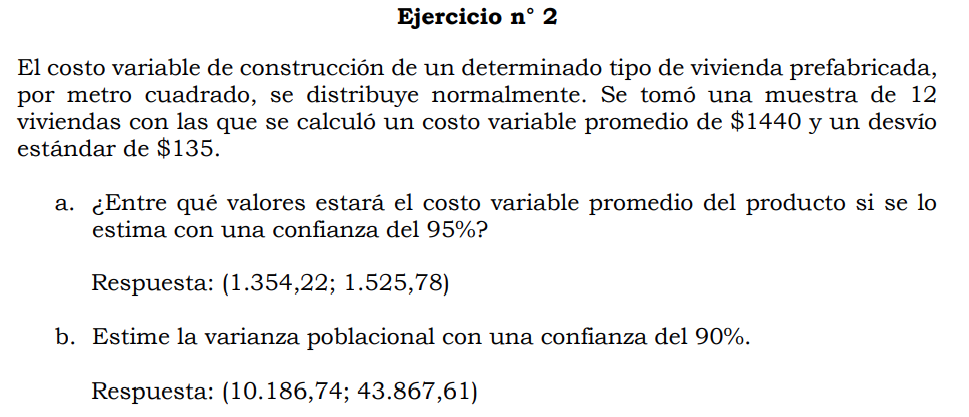 Ejercicio n° 2
El costo variable de construcción de un determinado tipo de vivienda prefabricada,
por metro cuadrado, se distribuye normalmente. Se tomó una muestra de 12
viviendas con las que se calculó un costo variable promedio de $1440 y un desvío
estándar de $135.
a. ¿Entre qué valores estará el costo variable promedio del producto si se lo
estima con una confianza del 95%?
Respuesta: (1.354,22; 1.525,78)
b. Estime la varianza poblacional con una confianza del 90%.
Respuesta: (10.186,74; 43.867,61)